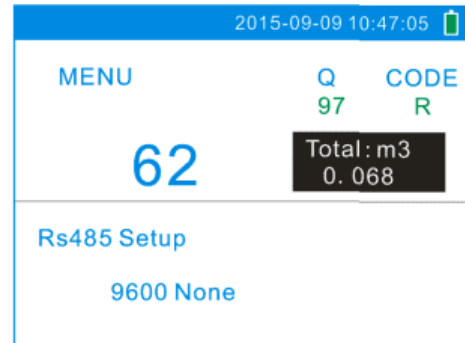 2015-09-09 10:47:05
MENU Q CODE
97 R
62 Total:m3
0.068
Rs485 Setup
9600 None